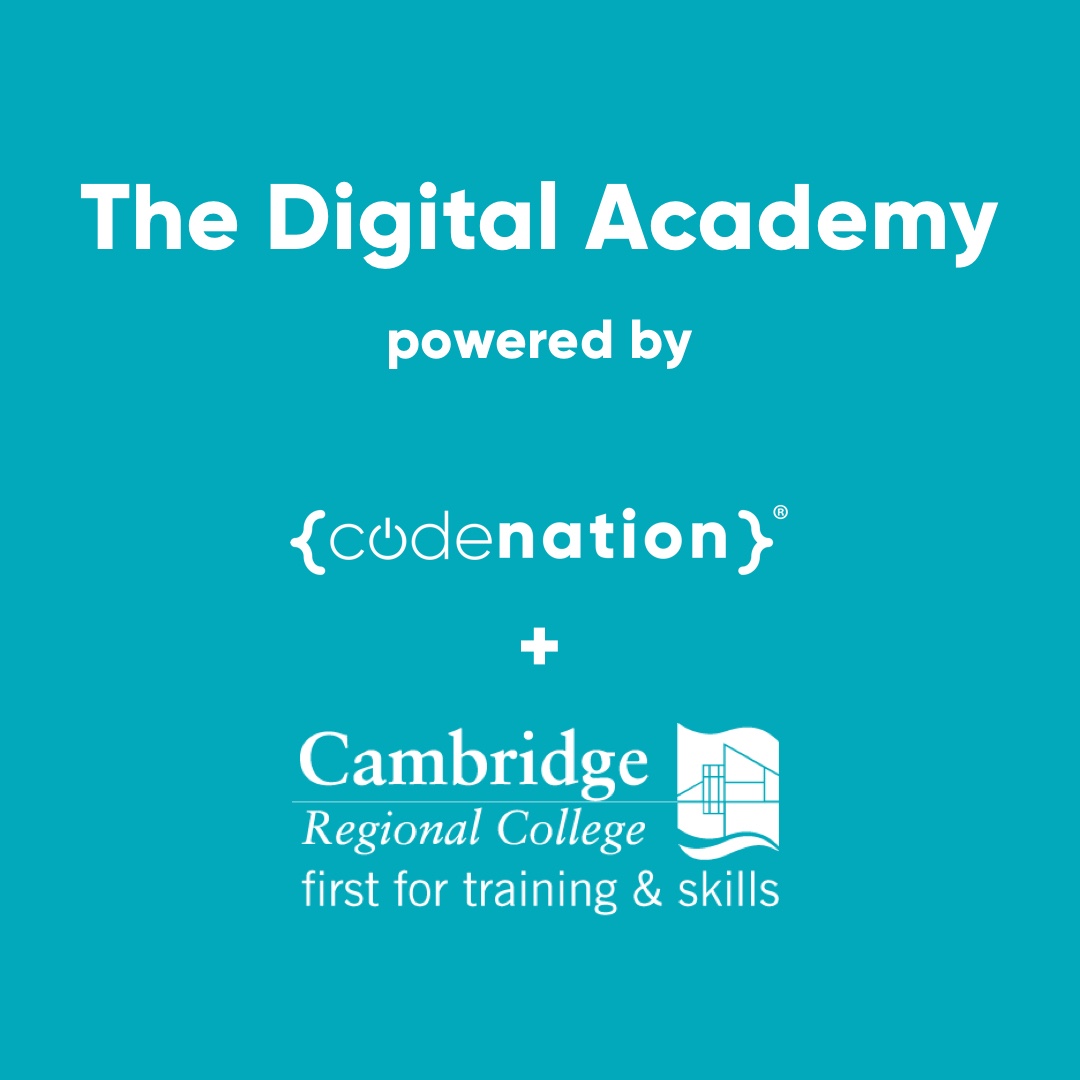 The Digital Academy
powered by
{codenation}®
+
Cambridge
Regional College
first for training & skills